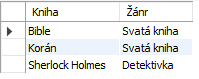 Kniha Žánr
Bible Svatá kniha
Korán Svatá kniha
Sherlock Holmes Detektivka